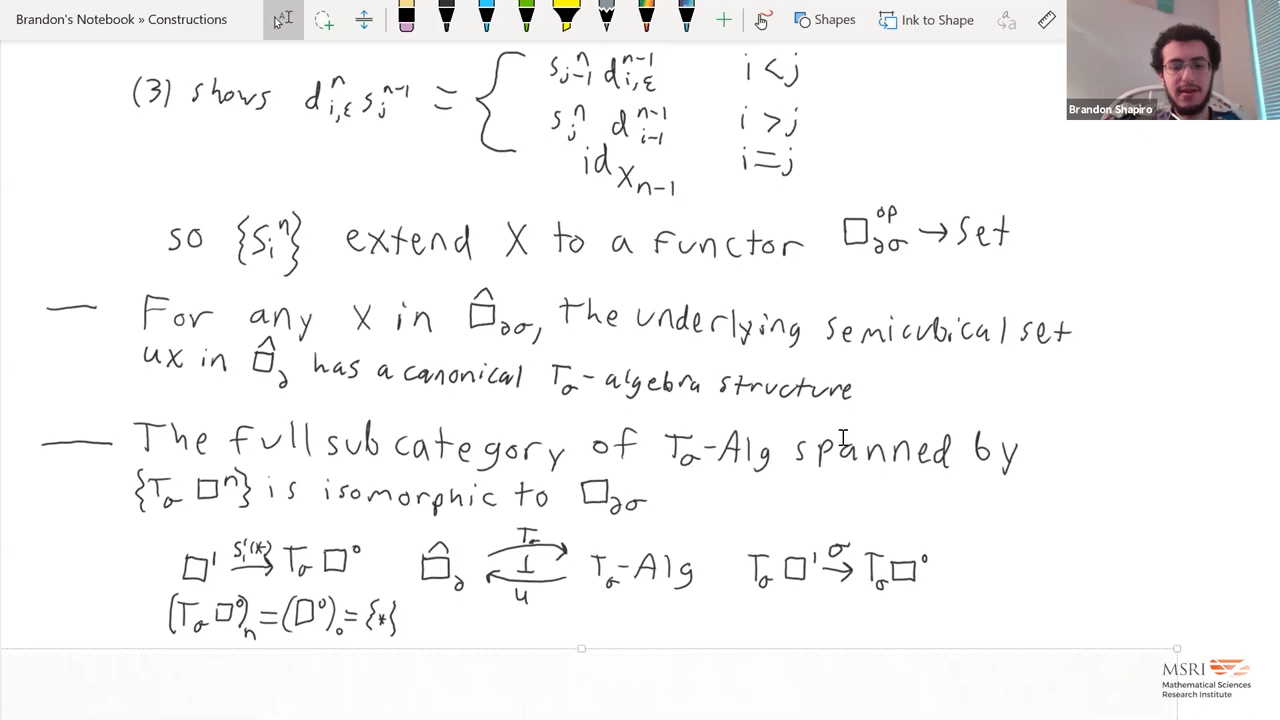 Brandon's Notebook » Constructions
Shapes
Ink to Shape
Brandon Shapiro
(3) shows d^n_{i,ε} s^{n-1}_j = { s^n_{j-1} d^{n-1}_{i,ε} i<j
s^n_j d^{n-1}_{i-1} i>j
id_{X_{n-1}} i=j
so {s^n_i} extend X to a functor □^{op}_{∂σ} → Set
— For any X in □̂_{∂σ}, the underlying semicubical set
UX in □̂_∂ has a canonical T_σ-algebra structure
— The full subcategory of T_σ-Alg spanned by
{T_σ □^n} is isomorphic to □_{∂σ}
T_σ
□^1 →^{s^1_1(*)} T_σ □^0 □̂_∂ ⇄ ⊥ T_σ-Alg T_σ □^1 →^σ T_σ □^0
U
(T_σ □^0)_n = (□^0)_0 = {*}
MSRI
Mathematical Sciences
Research Institute